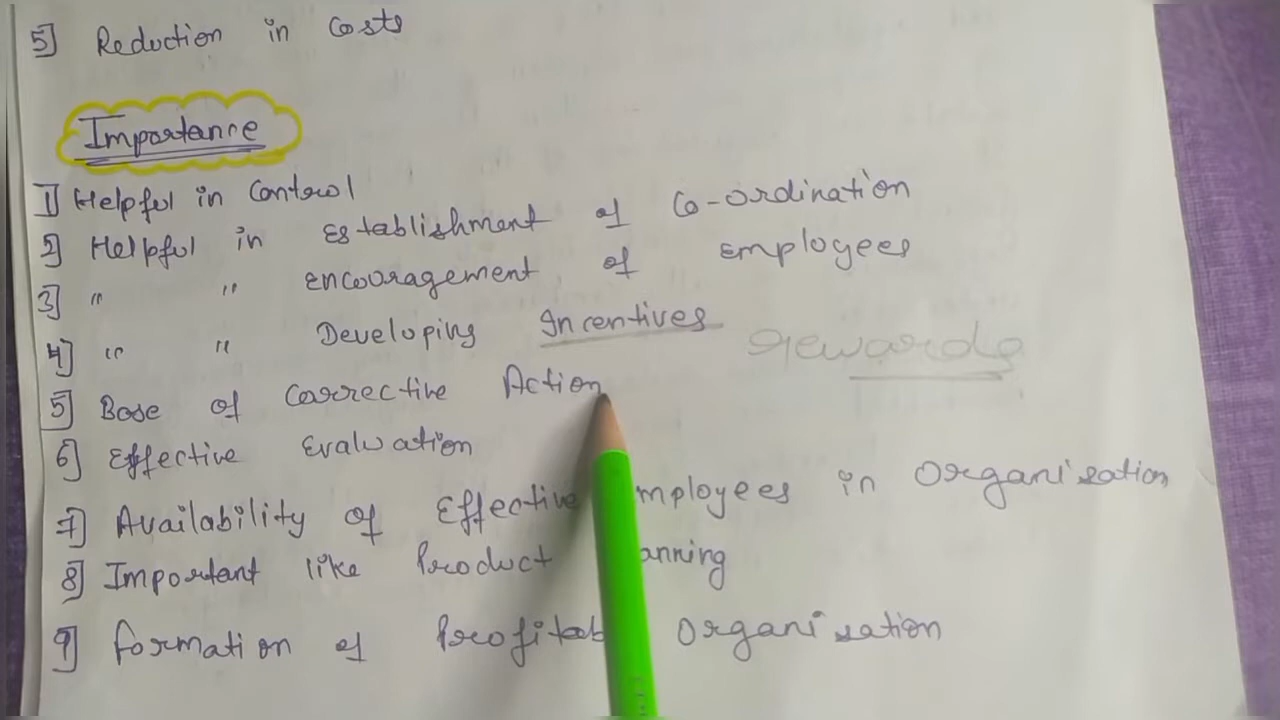 5] Reduction in Costs
Importance
1] Helpful in Control
2] Helpful in Establishment of Co-ordination
3] " " encouragement of Employees
4] " " Developing Incentives rewards
5] Base of Corrective Action
6] Effective Evaluation
7] Availability of Effective mployees in Organisation
8] Important like Product anning
9] formation of Profitab Organisation